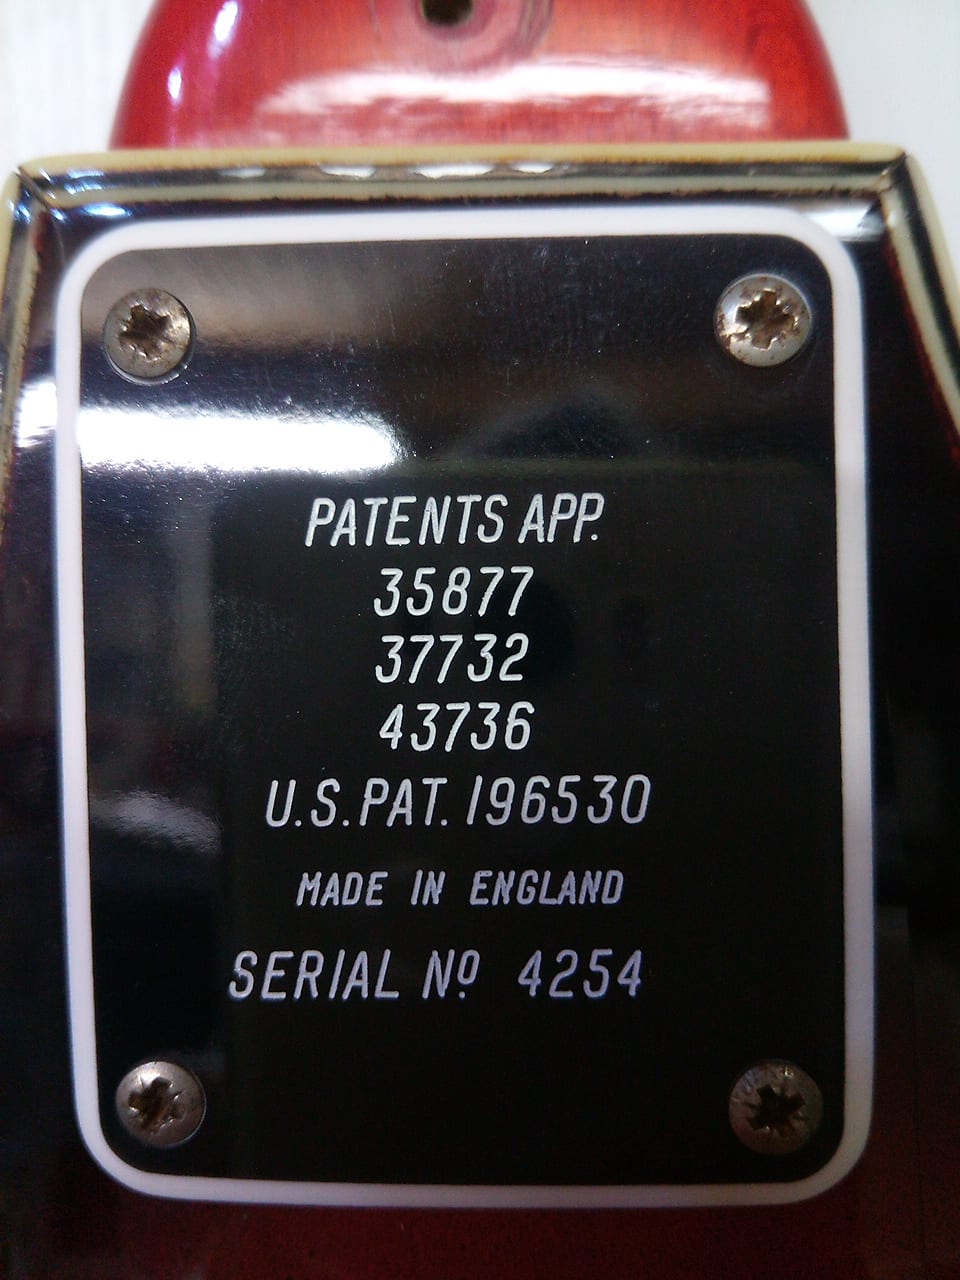 PATENTS APP.
35877
37732
43736
U.S.PAT. 196530
MADE IN ENGLAND
SERIAL Nº 4254